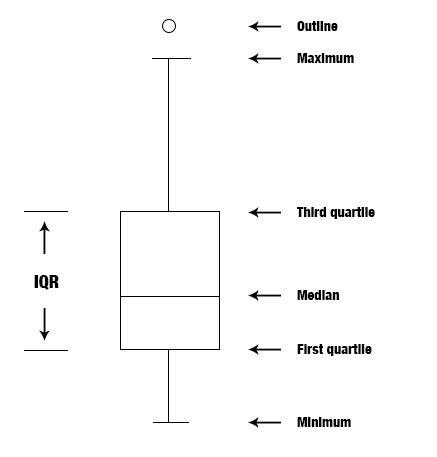 Outline
Maximum
Third quartile
IQR
Median
First quartile
Minimum